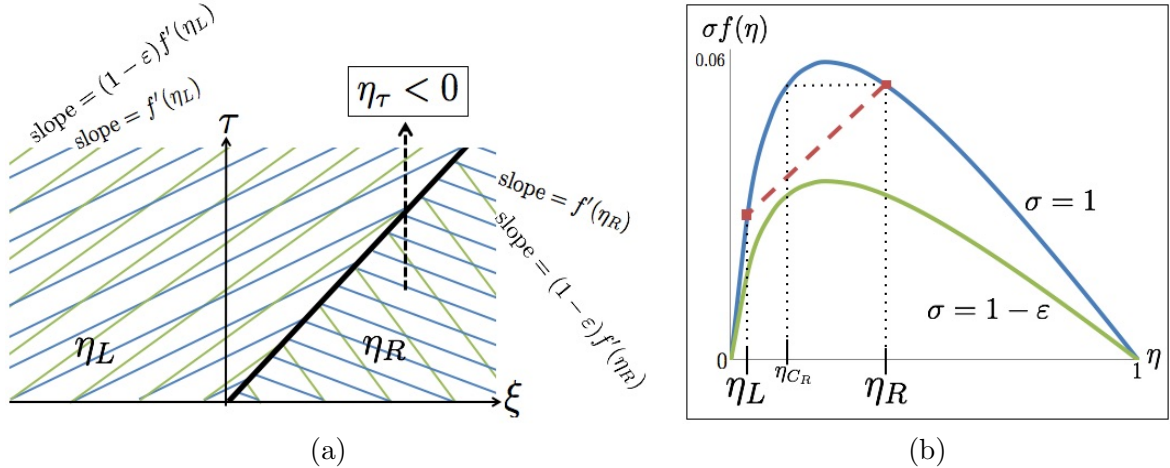 slope = (1 − ε)f′(η_L)
slope = f′(η_L)
τ
η_τ < 0
slope = f′(η_R)
slope = (1 − ε)f′(η_R)
η_L
η_R
ξ
(a)
σf(η)
0.06
σ = 1
σ = 1 − ε
0
1
η
η_L
η_{C_R}
η_R
(b)